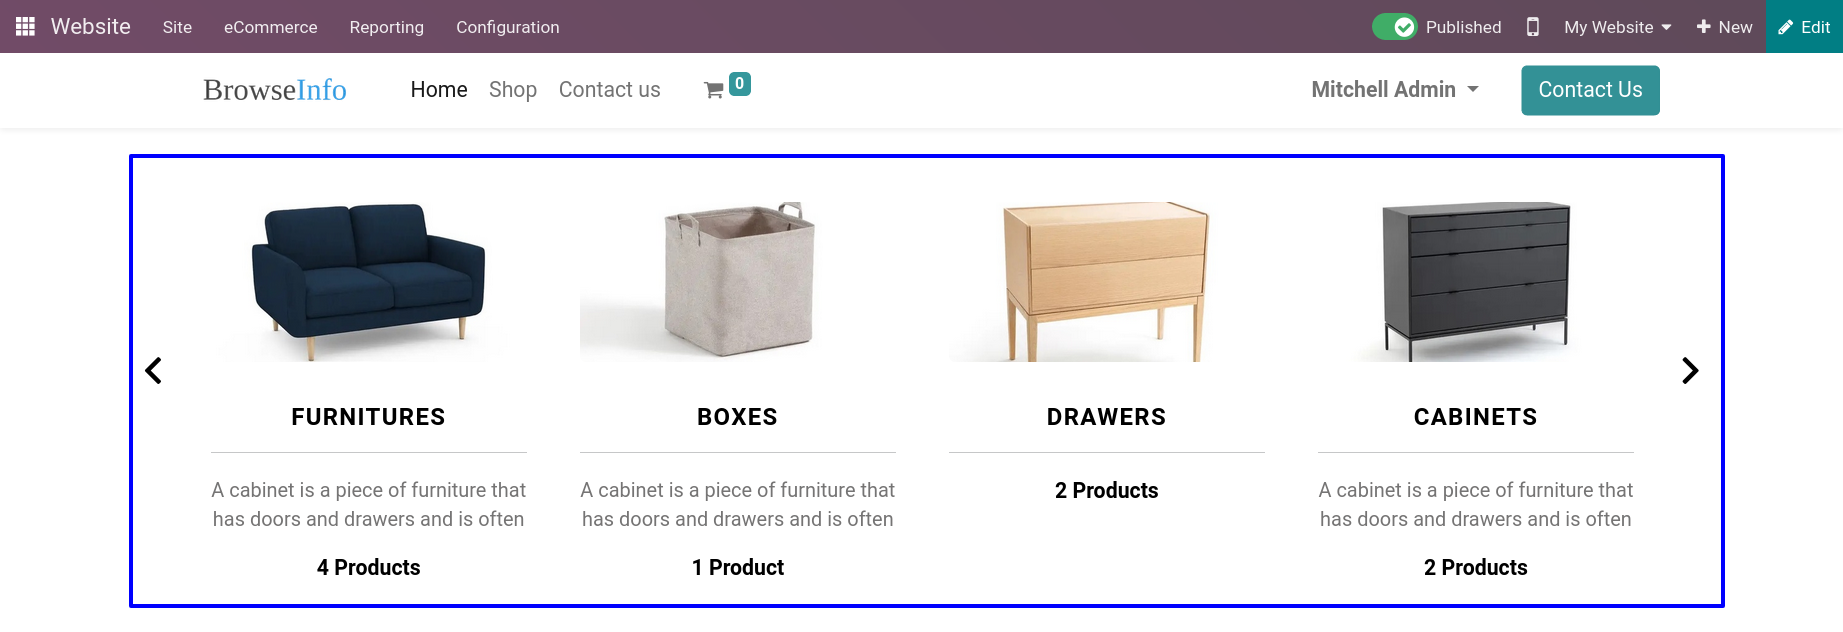 Website Site eCommerce Reporting Configuration Published My Website New Edit
BrowseInfo Home Shop Contact us 0 Mitchell Admin Contact Us
FURNITURES
A cabinet is a piece of furniture that
has doors and drawers and is often
4 Products
BOXES
A cabinet is a piece of furniture that
has doors and drawers and is often
1 Product
DRAWERS
2 Products
CABINETS
A cabinet is a piece of furniture that
has doors and drawers and is often
2 Products